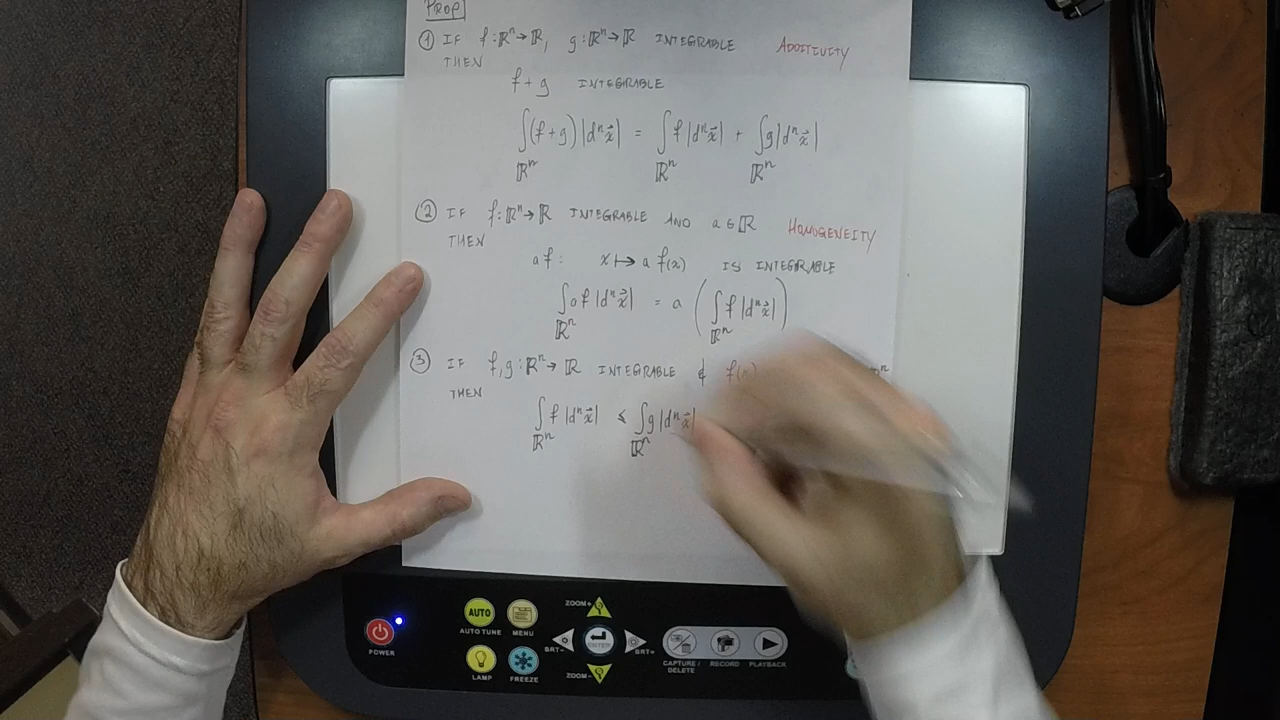 PROP
① IF f:ℝⁿ→ℝ, g:ℝⁿ→ℝ INTEGRABLE ADDITIVITY
THEN
f+g INTEGRABLE
∫(f+g)|dⁿx⃗| = ∫f|dⁿx⃗| + ∫g|dⁿx⃗|
ℝⁿ ℝⁿ ℝⁿ
② IF f:ℝⁿ→ℝ INTEGRABLE AND a∈ℝ HOMOGENEITY
THEN
af: x↦a f(x) IS INTEGRABLE
∫af|dⁿx⃗| = a (∫f|dⁿx⃗|)
ℝⁿ ℝⁿ
③ IF f,g:ℝⁿ→ℝ INTEGRABLE & f(x) ℝⁿ
THEN
∫f|dⁿx⃗| ≤ ∫g|dⁿx⃗|
ℝⁿ ℝⁿ
POWER
AUTO
AUTO TUNE
MENU
LAMP
FREEZE
ZOOM+
BRT-
ENTER
BRT+
ZOOM-
CAPTURE /
DELETE
RECORD
PLAYBACK